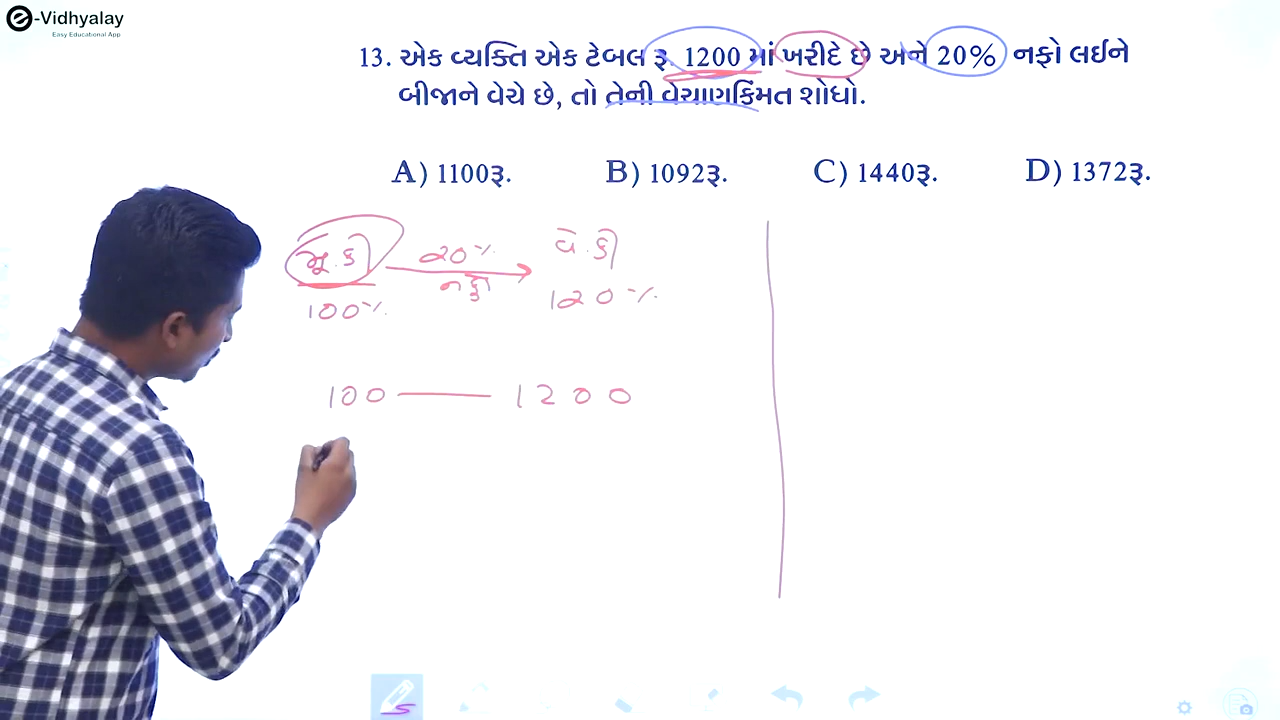 e-Vidhyalay
Easy Educational App
13. એક વ્યક્તિ એક ટેબલ રૂ. 1200 માં ખરીદે છે અને 20% નફો લઈને
બીજાને વેચે છે, તો તેની વેચાણકિંમત શોધો.
A) 1100રૂ. B) 1092રૂ. C) 1440રૂ. D) 1372રૂ.
મૂ.કિં 20% વે.કિં
નફો
100% 120%
100 — 1200